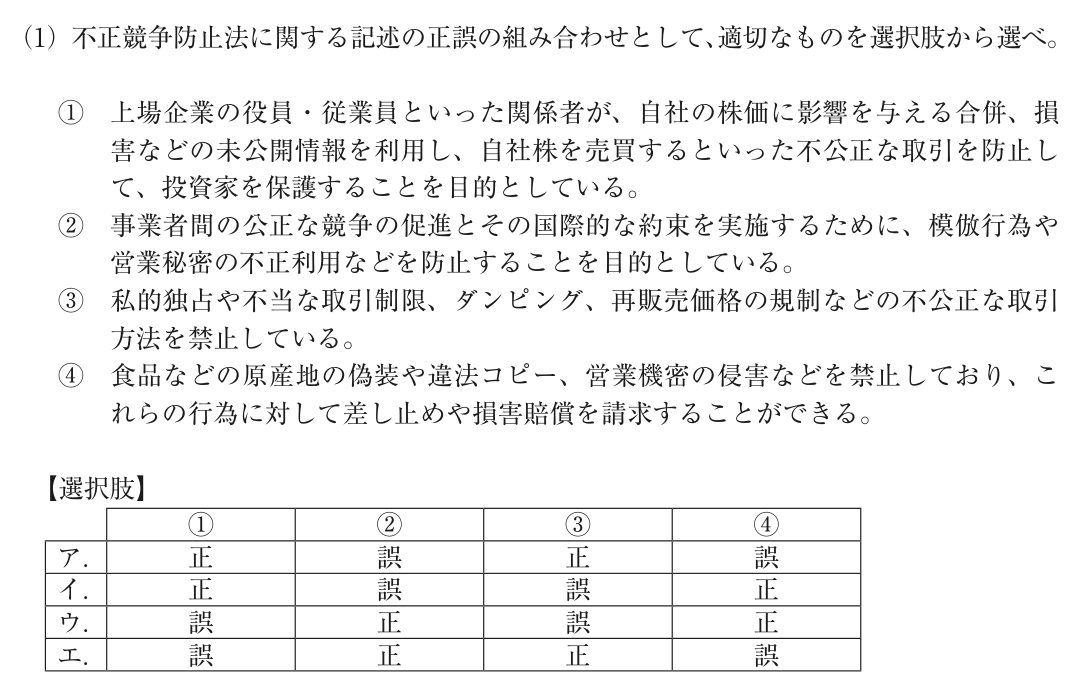 (1) 不正競争防止法に関する記述の正誤の組み合わせとして、適切なものを選択肢から選べ。
① 上場企業の役員・従業員といった関係者が、自社の株価に影響を与える合併、損
害などの未公開情報を利用し、自社株を売買するといった不公正な取引を防止し
て、投資家を保護することを目的としている。
② 事業者間の公正な競争の促進とその国際的な約束を実施するために、模倣行為や
営業秘密の不正利用などを防止することを目的としている。
③ 私的独占や不当な取引制限、ダンピング、再販売価格の規制などの不公正な取引
方法を禁止している。
④ 食品などの原産地の偽装や違法コピー、営業機密の侵害などを禁止しており、こ
れらの行為に対して差し止めや損害賠償を請求することができる。
【選択肢】
① ② ③ ④
ア. 正 誤 正 誤
イ. 正 誤 誤 正
ウ. 誤 正 誤 正
エ. 誤 正 正 誤